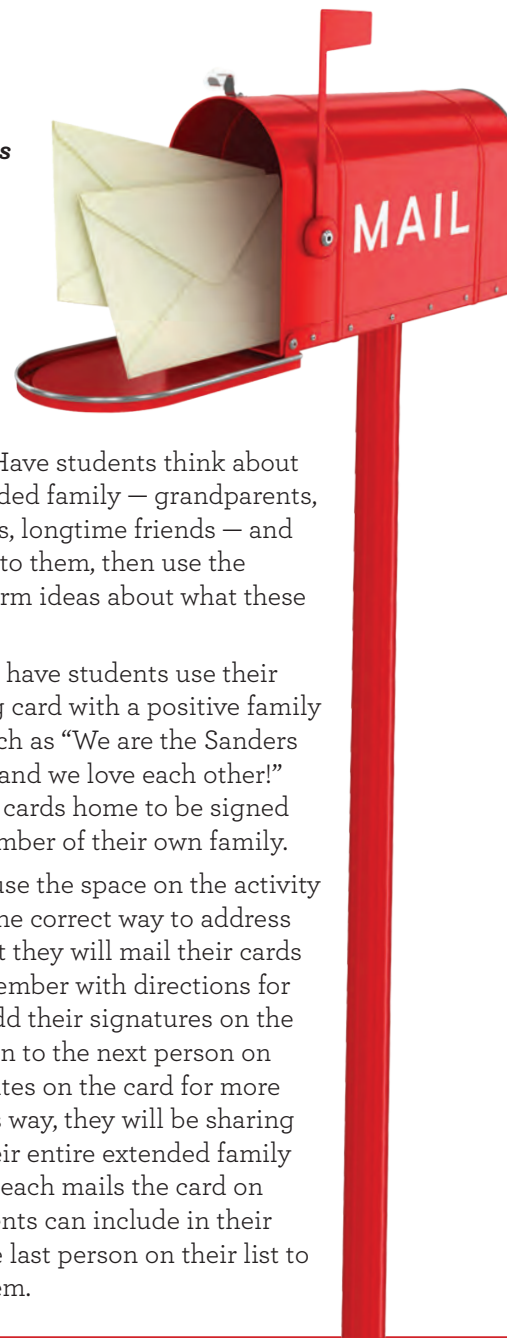 s
MAIL
Have students think about
ded family — grandparents,
s, longtime friends — and
to them, then use the
rm ideas about what these
have students use their
g card with a positive family
ch as “We are the Sanders
and we love each other!”
cards home to be signed
mber of their own family.
use the space on the activity
he correct way to address
t they will mail their cards
ember with directions for
dd their signatures on the
n to the next person on
tes on the card for more
s way, they will be sharing
eir entire extended family
each mails the card on
ents can include in their
e last person on their list to
em.